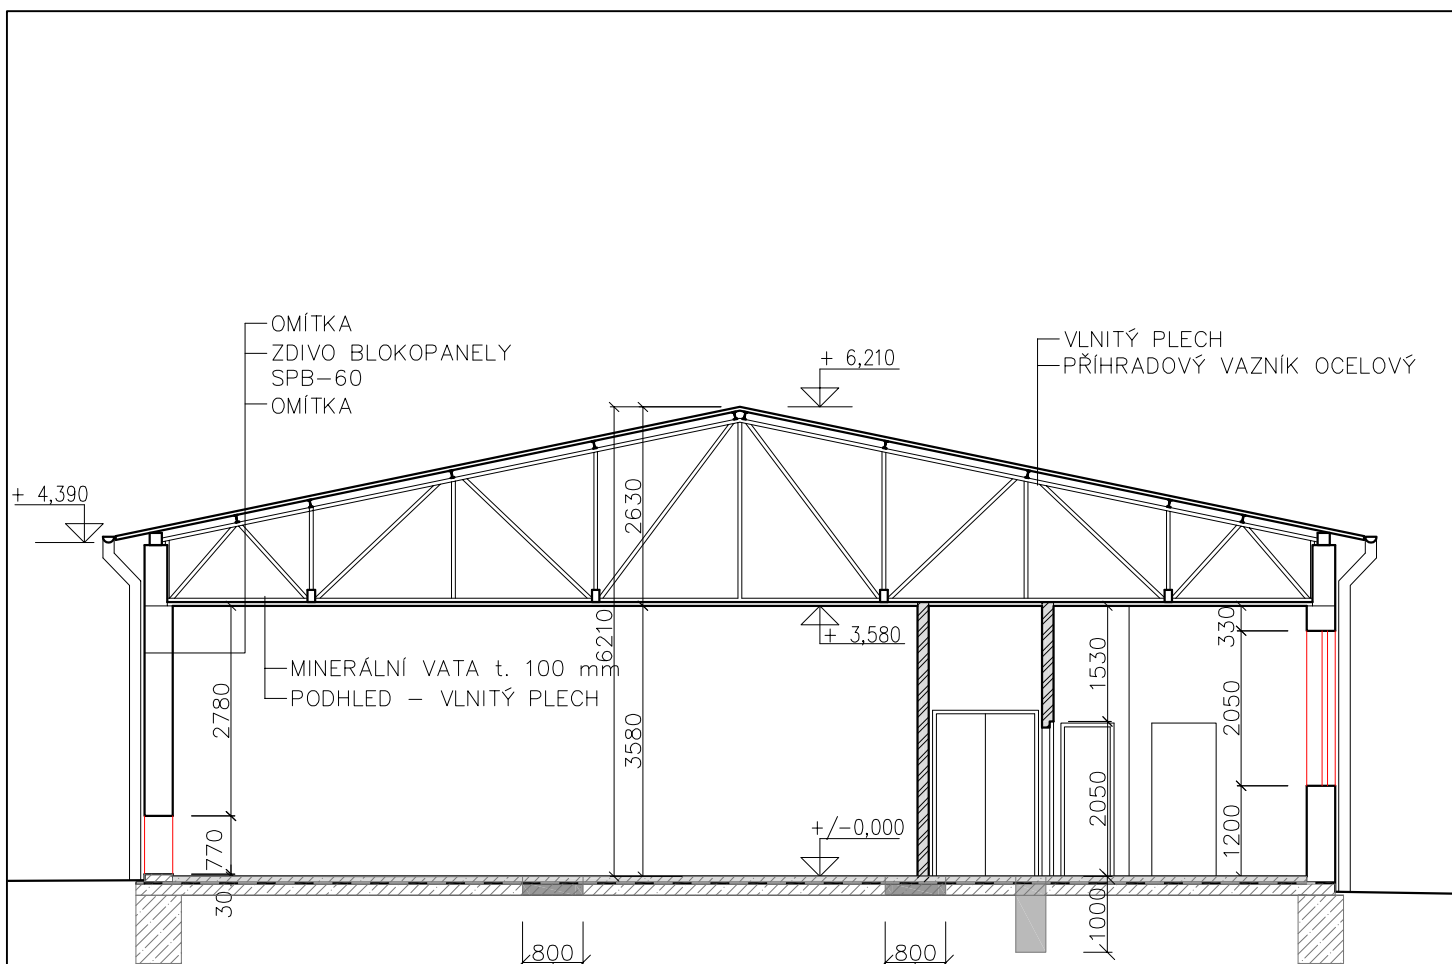 OMÍTKA
ZDIVO BLOKOPANELY
SPB-60
OMÍTKA
VLNITÝ PLECH
PŘÍHRADOVÝ VAZNÍK OCELOVÝ
+ 6,210
+ 4,390
2630
6210
+ 3,580
330
1530
MINERÁLNÍ VATA t. 100 mm
PODHLED - VLNITÝ PLECH
2780
3580
2050
2050
+/-0,000
770
1200
30
1000
800
800